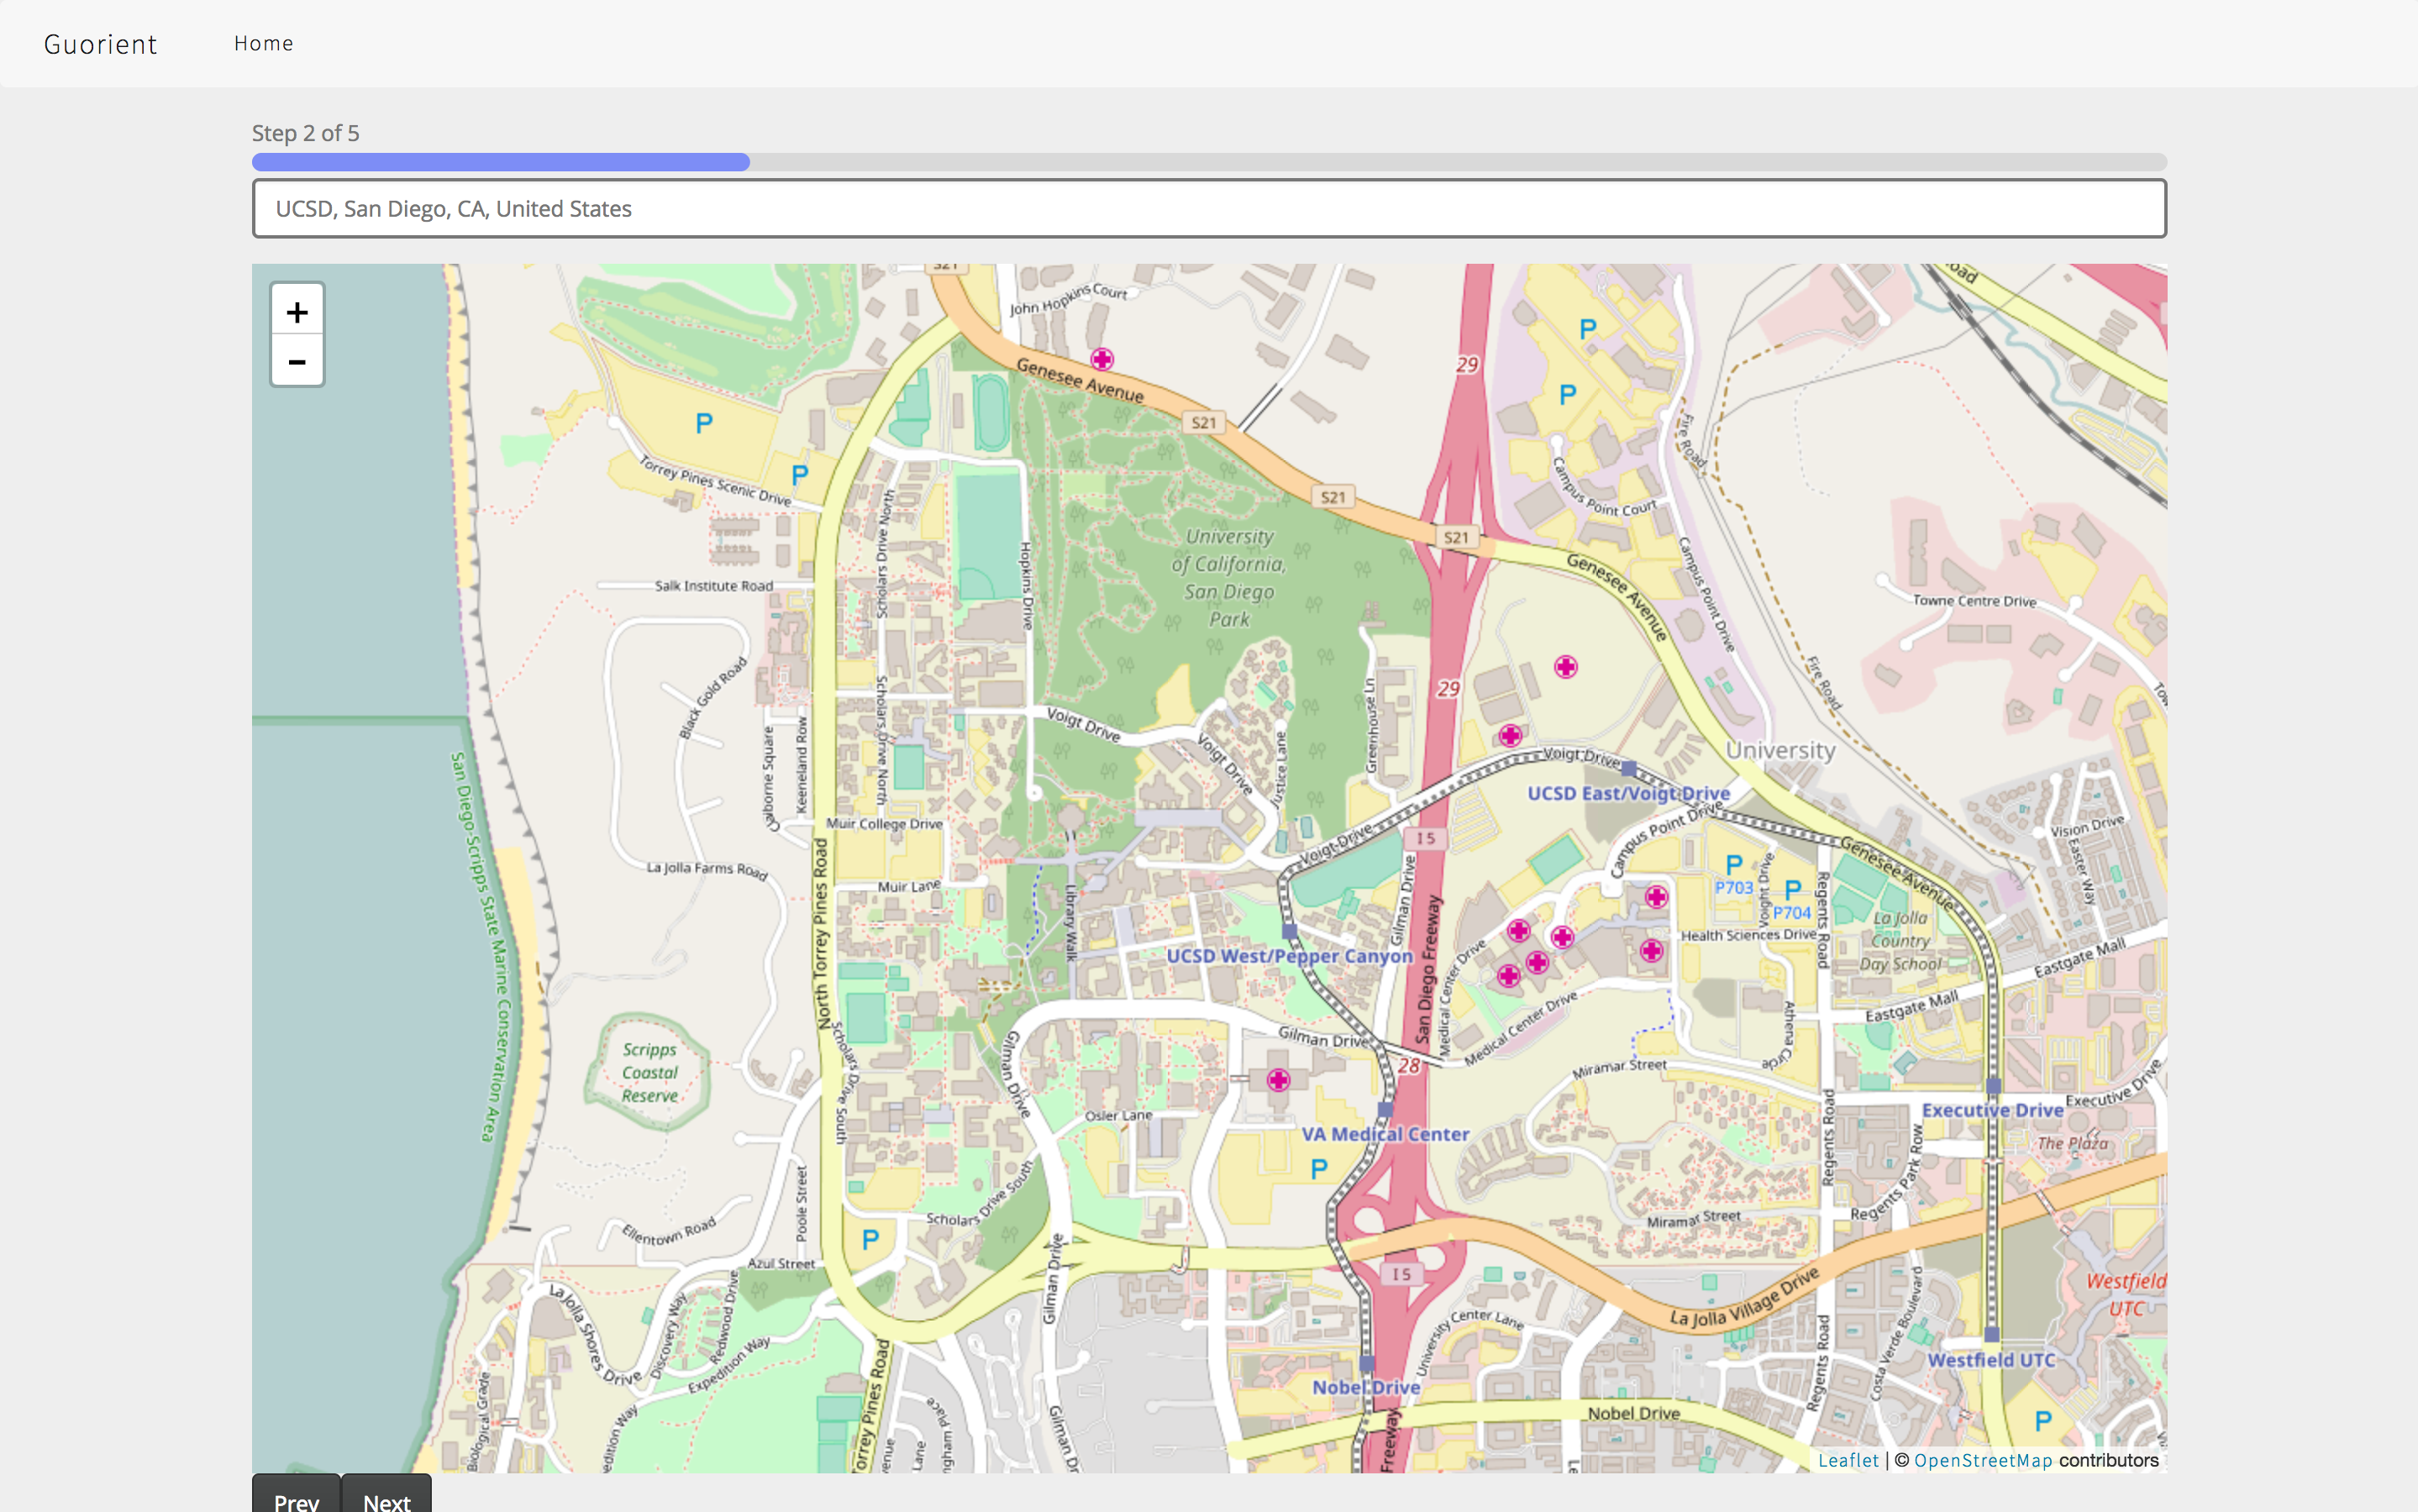 Guorient
Home
Step 2 of 5
UCSD, San Diego, CA, United States
+
−
S21
John Hopkins Court
Genesee Avenue
29
P
P
oad
P
P
Torrey Pines Scenic Drive
S21
S21
S21
Fire Road
Campus Point Court
Campus Point Drive
Genesee Avenue
University
of California,
San Diego
Park
Scholars Drive North
Hopkins Drive
Salk Institute Road
Towne Centre Drive
Fire Road
29
Black Gold Road
Scholars Drive North
Greenhouse Ln
Voigt Drive
Voigt Drive
Justice Lane
Claiborne Square
Keeneland Row
Voigt Drive
University
UCSD East/Voigt Drive
Campus Point Drive
Muir College Drive
I 5
Voigt Drive
Genesee Avenue
Vision Drive
Easter Way
San Diego-Scripps State Marine Conservation Area
La Jolla Farms Road
North Torrey Pines Road
Muir Lane
Library Walk
Gilman Drive
San Diego Freeway
P
P703
P
P704
Voight Drive
Regents Road
La Jolla
Country
Day School
Health Sciences Drive
Eastgate Mall
UCSD West/Pepper Canyon
Medical Center Drive
Medical Center Drive
Eastgate Mall
Athena Circle
Scripps
Coastal
Reserve
Scholars Drive South
Gilman Drive
Gilman Drive
28
Miramar Street
Osler Lane
VA Medical Center
P
Executive Drive
Executive Drive
The Plaza
Regents Road
Regents Park Row
Poole Street
Scholars Drive South
Miramar Street
Ellentown Road
P
Azul Street
Gilman Drive
I 5
La Jolla Village Drive
Westfield
UTC
La Jolla Shores Drive
Discovery Way
Redwood Drive
Expedition Way
University Center Lane
Regents Road
Costa Verde Boulevard
Westfield UTC
Nobel Drive
Nobel Drive
P
Biological Grade
edition Way
Torrey Pines Road
venue
Lane
ngham Place
Gilman Dr
Freeway
Leaflet | © OpenStreetMap contributors
Prev
Next